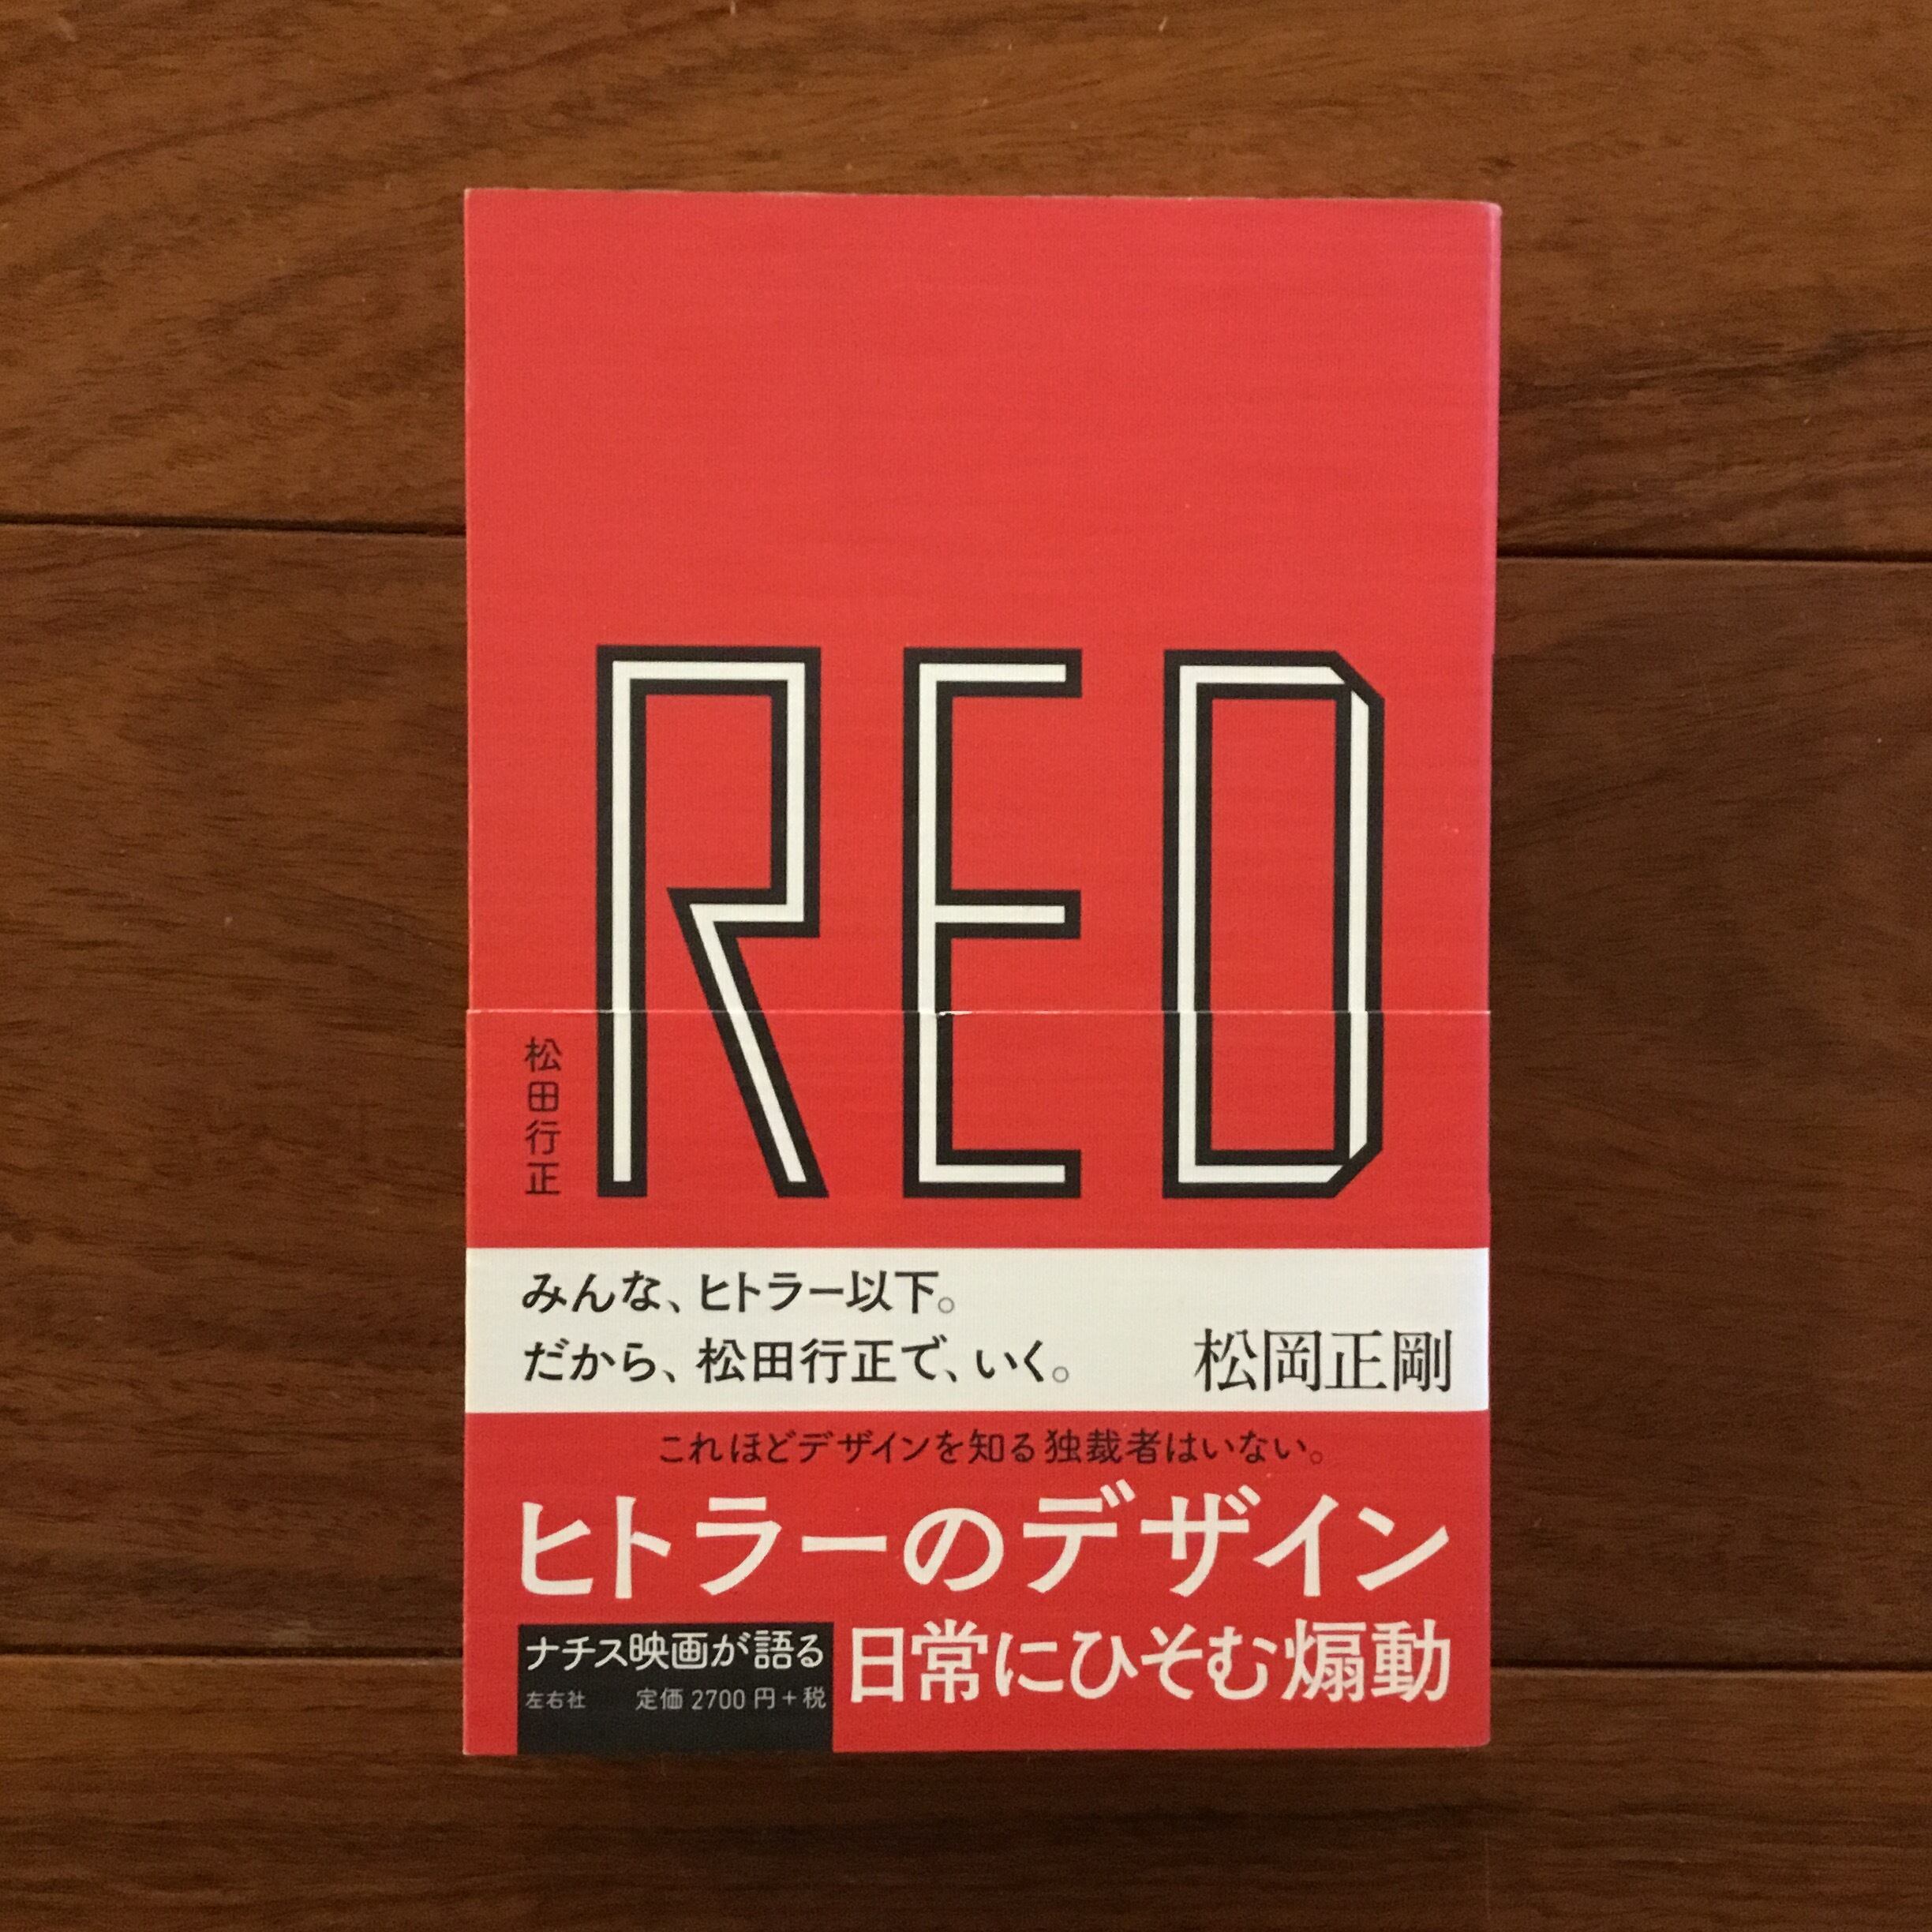 RED
松田行正
みんな、ヒトラー以下。
だから、松田行正で、いく。
松岡正剛
これほどデザインを知る独裁者はいない。
ヒトラーのデザイン
ナチス映画が語る
日常にひそむ煽動
左右社 定価 2700 円+税